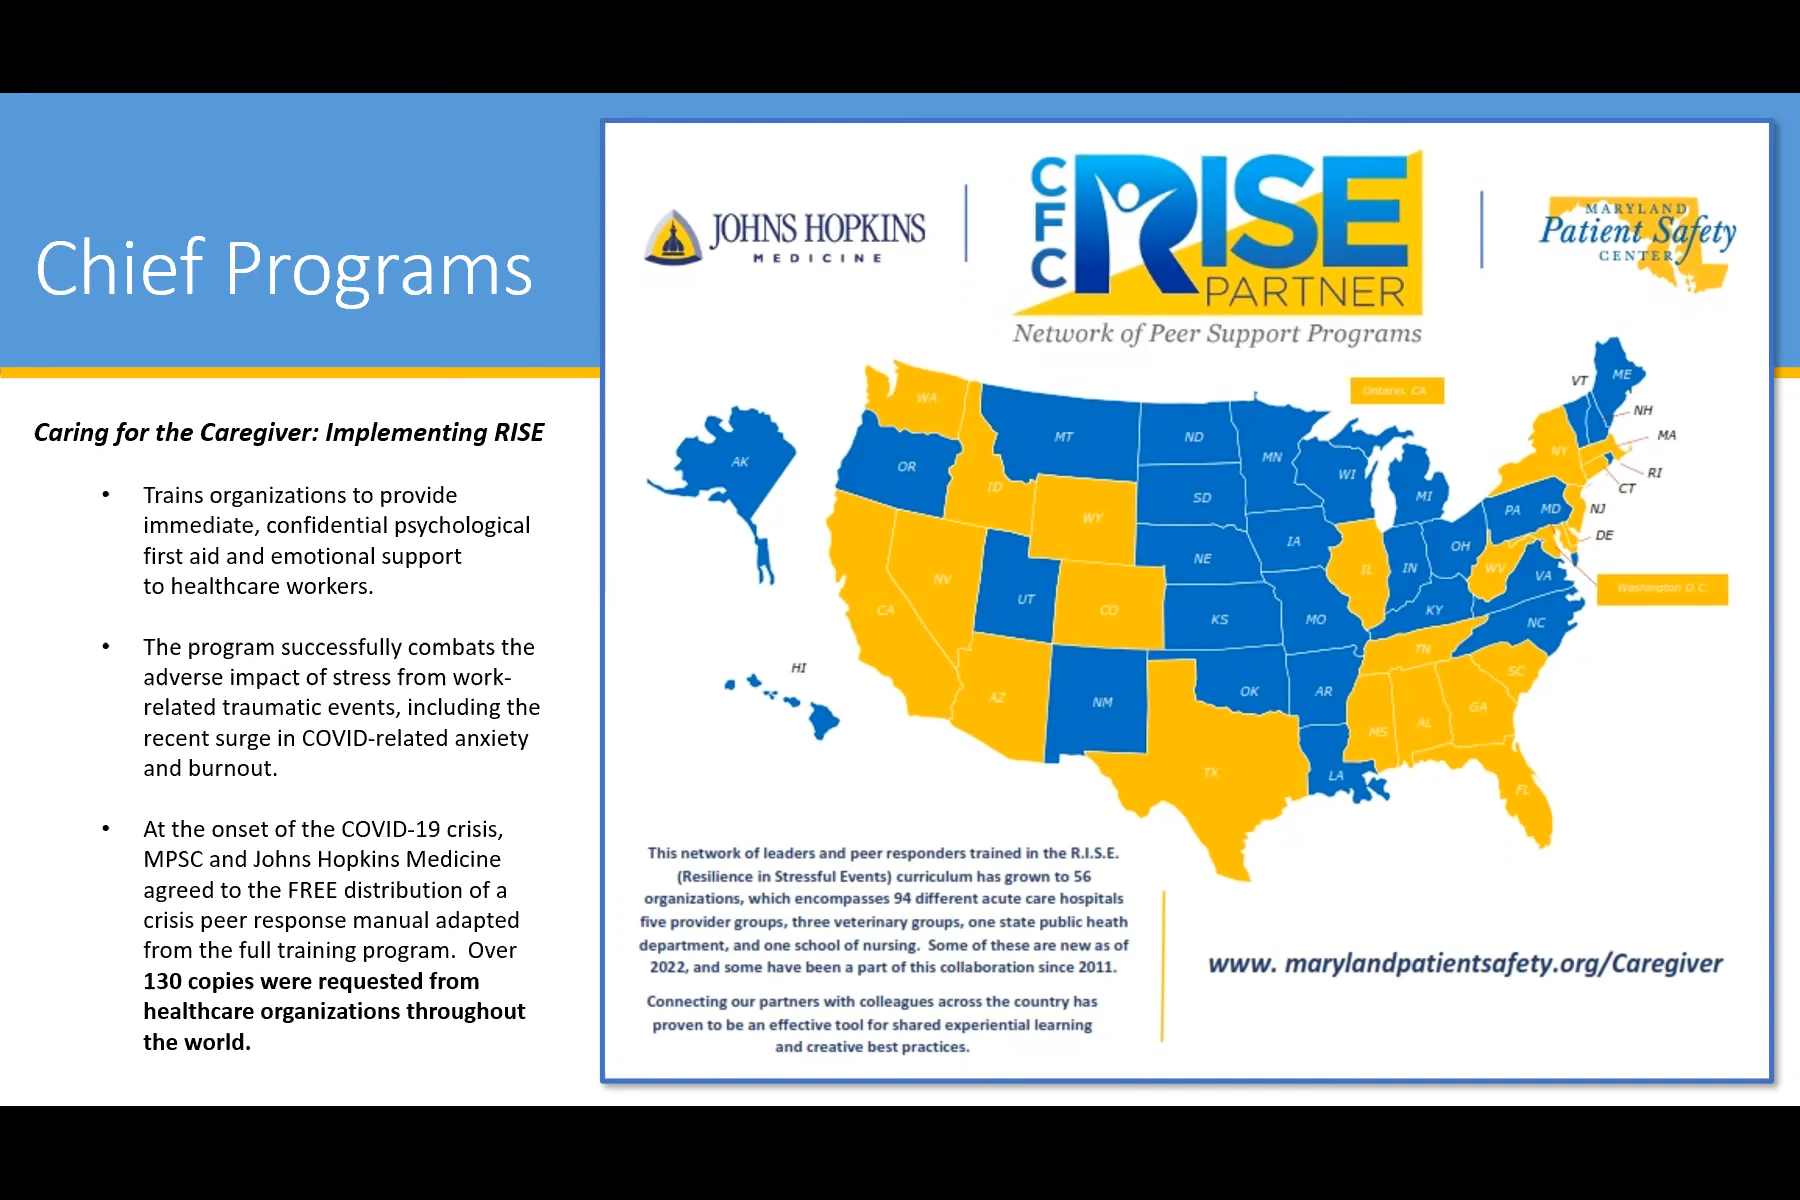 Chief Programs
Caring for the Caregiver: Implementing RISE
• Trains organizations to provide
immediate, confidential psychological
first aid and emotional support
to healthcare workers.
• The program successfully combats the
adverse impact of stress from work-
related traumatic events, including the
recent surge in COVID-related anxiety
and burnout.
• At the onset of the COVID-19 crisis,
MPSC and Johns Hopkins Medicine
agreed to the FREE distribution of a
crisis peer response manual adapted
from the full training program. Over
130 copies were requested from
healthcare organizations throughout
the world.
JOHNS HOPKINS
MEDICINE
CFC RISE
PARTNER
Network of Peer Support Programs
MARYLAND
Patient Safety
CENTER
Ontario, CA
VT
ME
NH
MA
RI
CT
NJ
DE
Washington D.C.
WA
MT
ND
MN
WI
MI
NY
AK
OR
ID
WY
SD
IA
NE
PA
MD
OH
IN
IL
WV
VA
NV
UT
CO
KS
MO
KY
NC
CA
HI
AZ
NM
OK
AR
TN
SC
MS
AL
GA
TX
LA
FL
This network of leaders and peer responders trained in the R.I.S.E.
(Resilience in Stressful Events) curriculum has grown to 56
organizations, which encompasses 94 different acute care hospitals
five provider groups, three veterinary groups, one state public heath
department, and one school of nursing. Some of these are new as of
2022, and some have been a part of this collaboration since 2011.
Connecting our partners with colleagues across the country has
proven to be an effective tool for shared experiential learning
and creative best practices.
www. marylandpatientsafety.org/Caregiver